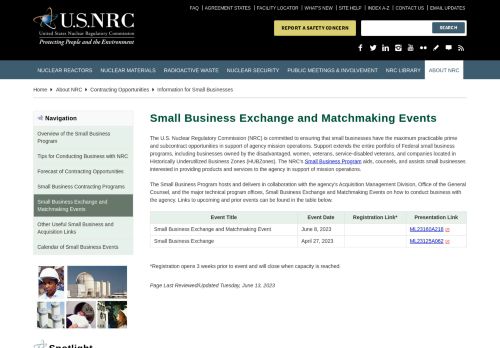 FAQ | AGREEMENT STATES | FACILITY LOCATOR | WHAT'S NEW | SITE HELP | INDEX A-Z | CONTACT US | EMAIL UPDATES
U.S.NRC
United States Nuclear Regulatory Commission
Protecting People and the Environment
REPORT A SAFETY CONCERN
SEARCH
NUCLEAR REACTORS NUCLEAR MATERIALS RADIOACTIVE WASTE NUCLEAR SECURITY PUBLIC MEETINGS & INVOLVEMENT NRC LIBRARY ABOUT NRC
Home About NRC Contracting Opportunities Information for Small Businesses
Navigation
Overview of the Small Business
Program
Tips for Conducting Business with NRC
Forecast of Contracting Opportunities
Small Business Contracting Programs
Small Business Exchange and
Matchmaking Events
Other Useful Small Business and
Acquisition Links
Calendar of Small Business Events
Spotlight
Small Business Exchange and Matchmaking Events
The U.S. Nuclear Regulatory Commission (NRC) is committed to ensuring that small businesses have the maximum practicable prime
and subcontract opportunities in support of agency mission operations. Support extends the entire portfolio of Federal small business
programs, including businesses owned by the disadvantaged, women, veterans, service-disabled veterans, and companies located in
Historically Underutilized Business Zones (HUBZones). The NRC's Small Business Program aids, counsels, and assists small businesses
interested in providing products and services to the agency in support of mission operations.
The Small Business Program hosts and delivers in collaboration with the agency's Acquisition Management Division, Office of the General
Counsel, and the major technical program offices, Small Business Exchange and Matchmaking Events on how to conduct business with
the agency. Links to upcoming and prior events can be found in the table below.
Event Title Event Date Registration Link* Presentation Link
Small Business Exchange and Matchmaking Event June 8, 2023 ML23160A216
Small Business Exchange April 27, 2023 ML23125A062
*Registration opens 3 weeks prior to event and will close when capacity is reached.
Page Last Reviewed/Updated Tuesday, June 13, 2023